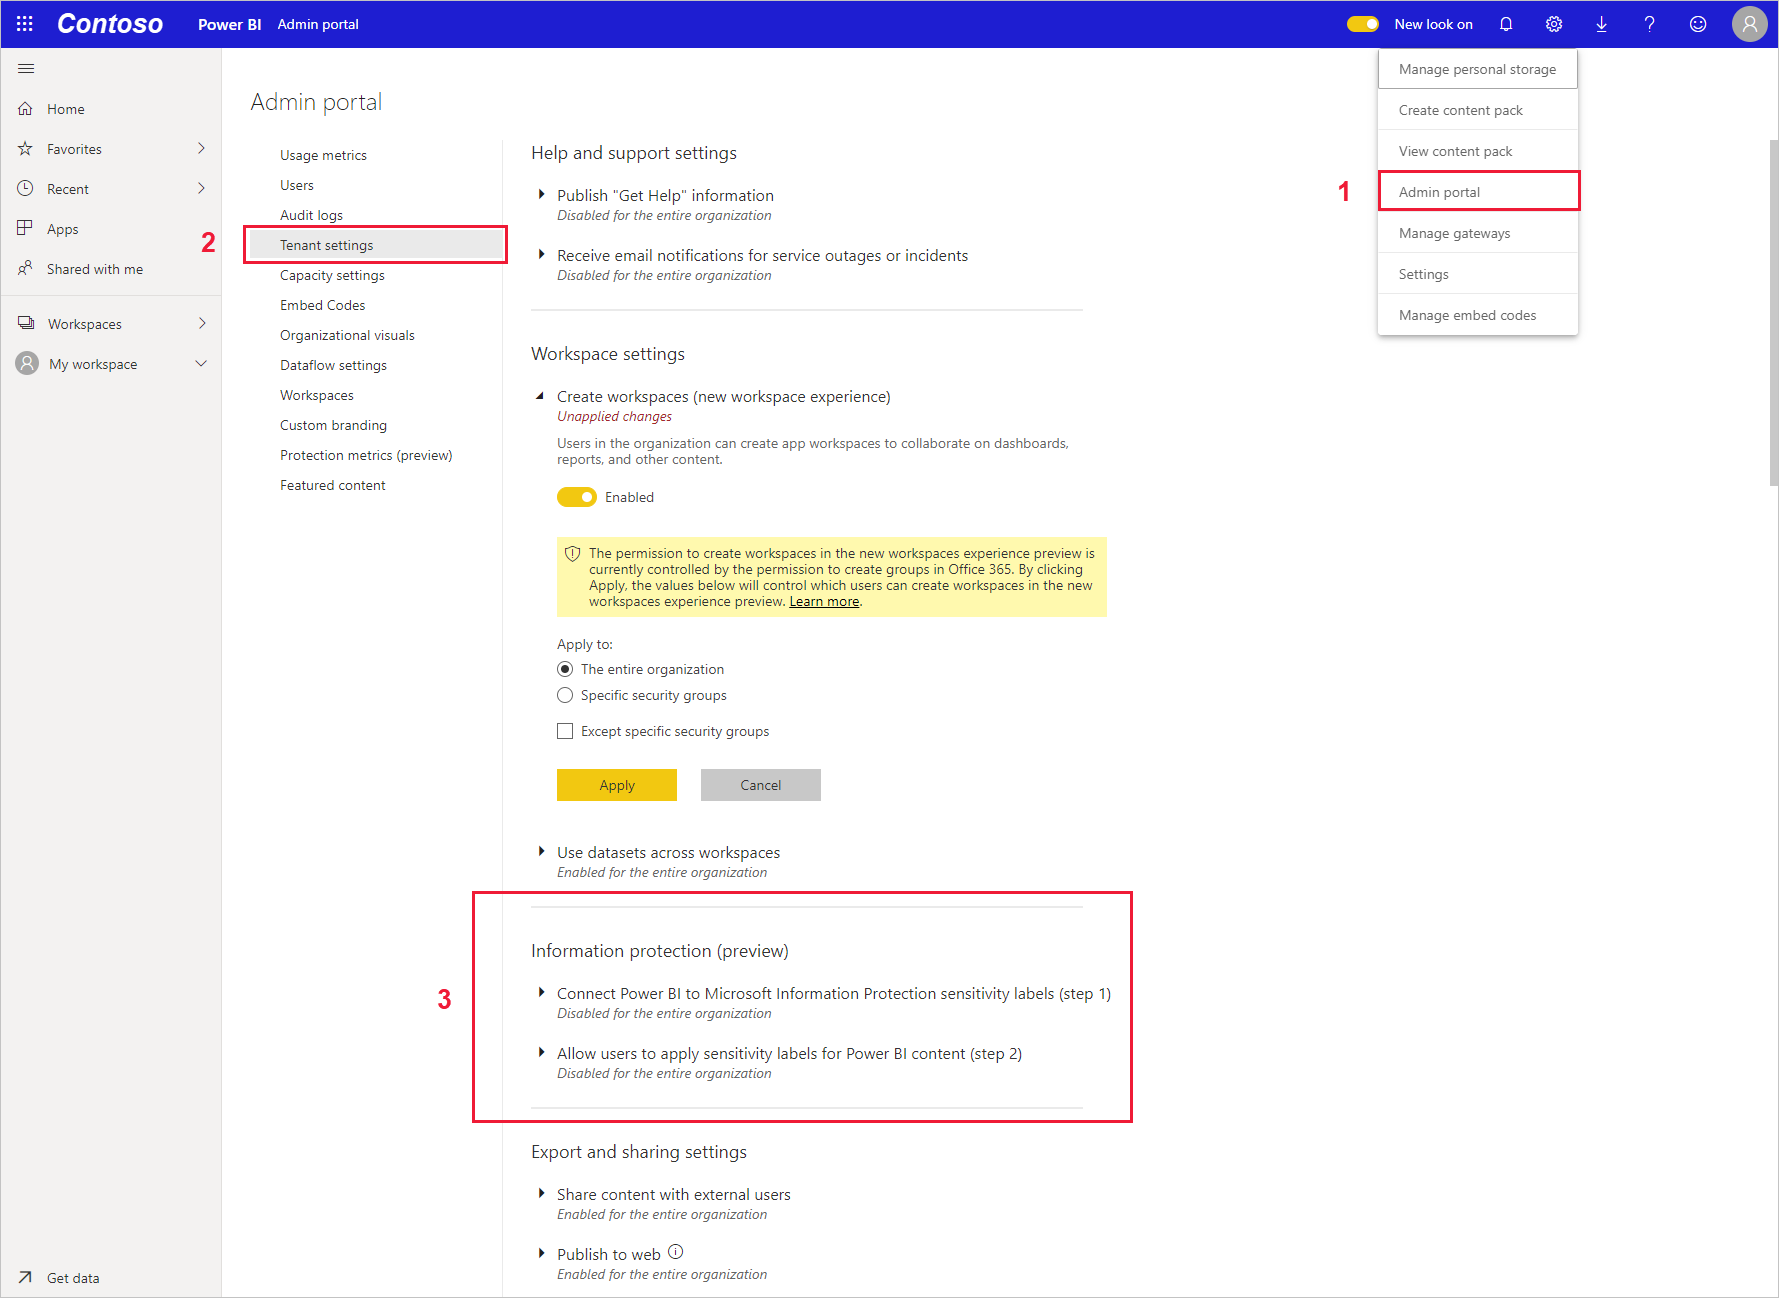 Contoso Power BI Admin portal New look on
Home
Favorites
Recent
Apps
Shared with me
Workspaces
My workspace
Get data
Admin portal
Usage metrics
Users
Audit logs
2
Tenant settings
Capacity settings
Embed Codes
Organizational visuals
Dataflow settings
Workspaces
Custom branding
Protection metrics (preview)
Featured content
Help and support settings
Publish "Get Help" information
Disabled for the entire organization
Receive email notifications for service outages or incidents
Disabled for the entire organization
Workspace settings
Create workspaces (new workspace experience)
Unapplied changes
Users in the organization can create app workspaces to collaborate on dashboards,
reports, and other content.
Enabled
The permission to create workspaces in the new workspaces experience preview is
currently controlled by the permission to create groups in Office 365. By clicking
Apply, the values below will control which users can create workspaces in the new
workspaces experience preview. Learn more.
Apply to:
The entire organization
Specific security groups
Except specific security groups
Apply Cancel
Use datasets across workspaces
Enabled for the entire organization
3
Information protection (preview)
Connect Power BI to Microsoft Information Protection sensitivity labels (step 1)
Disabled for the entire organization
Allow users to apply sensitivity labels for Power BI content (step 2)
Disabled for the entire organization
Export and sharing settings
Share content with external users
Enabled for the entire organization
Publish to web
Enabled for the entire organization
Manage personal storage
Create content pack
View content pack
1
Admin portal
Manage gateways
Settings
Manage embed codes